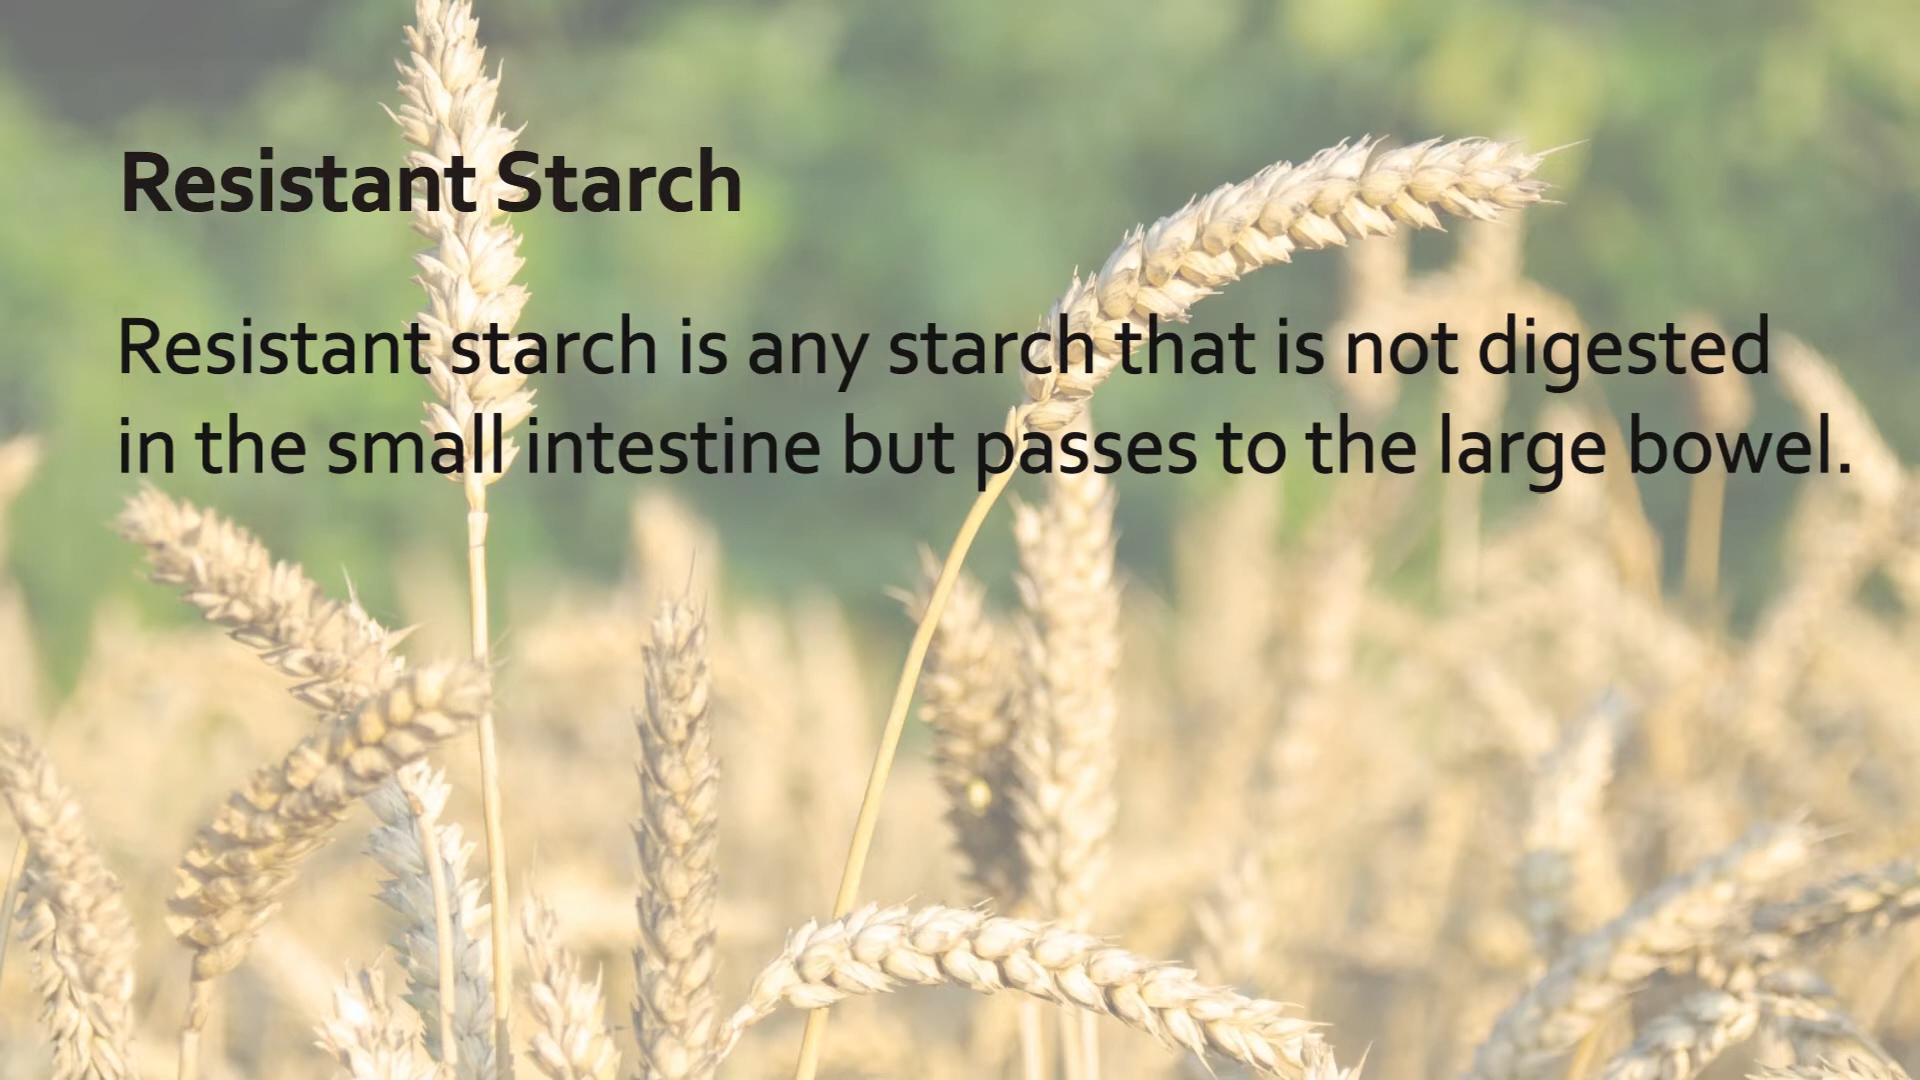 Resistant Starch
Resistant starch is any starch that is not digested
in the small intestine but passes to the large bowel.